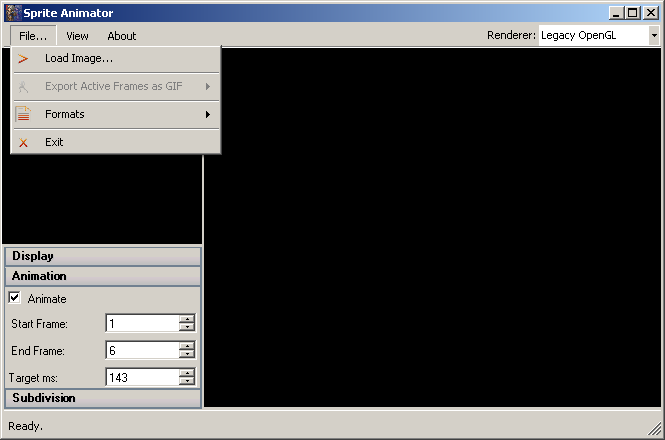 Sprite Animator
File... View About Renderer: Legacy OpenGL
Load Image...
Export Active Frames as GIF
Formats
Exit
Display
Animation
Animate
Start Frame: 1
End Frame: 6
Target ms: 143
Subdivision
Ready.